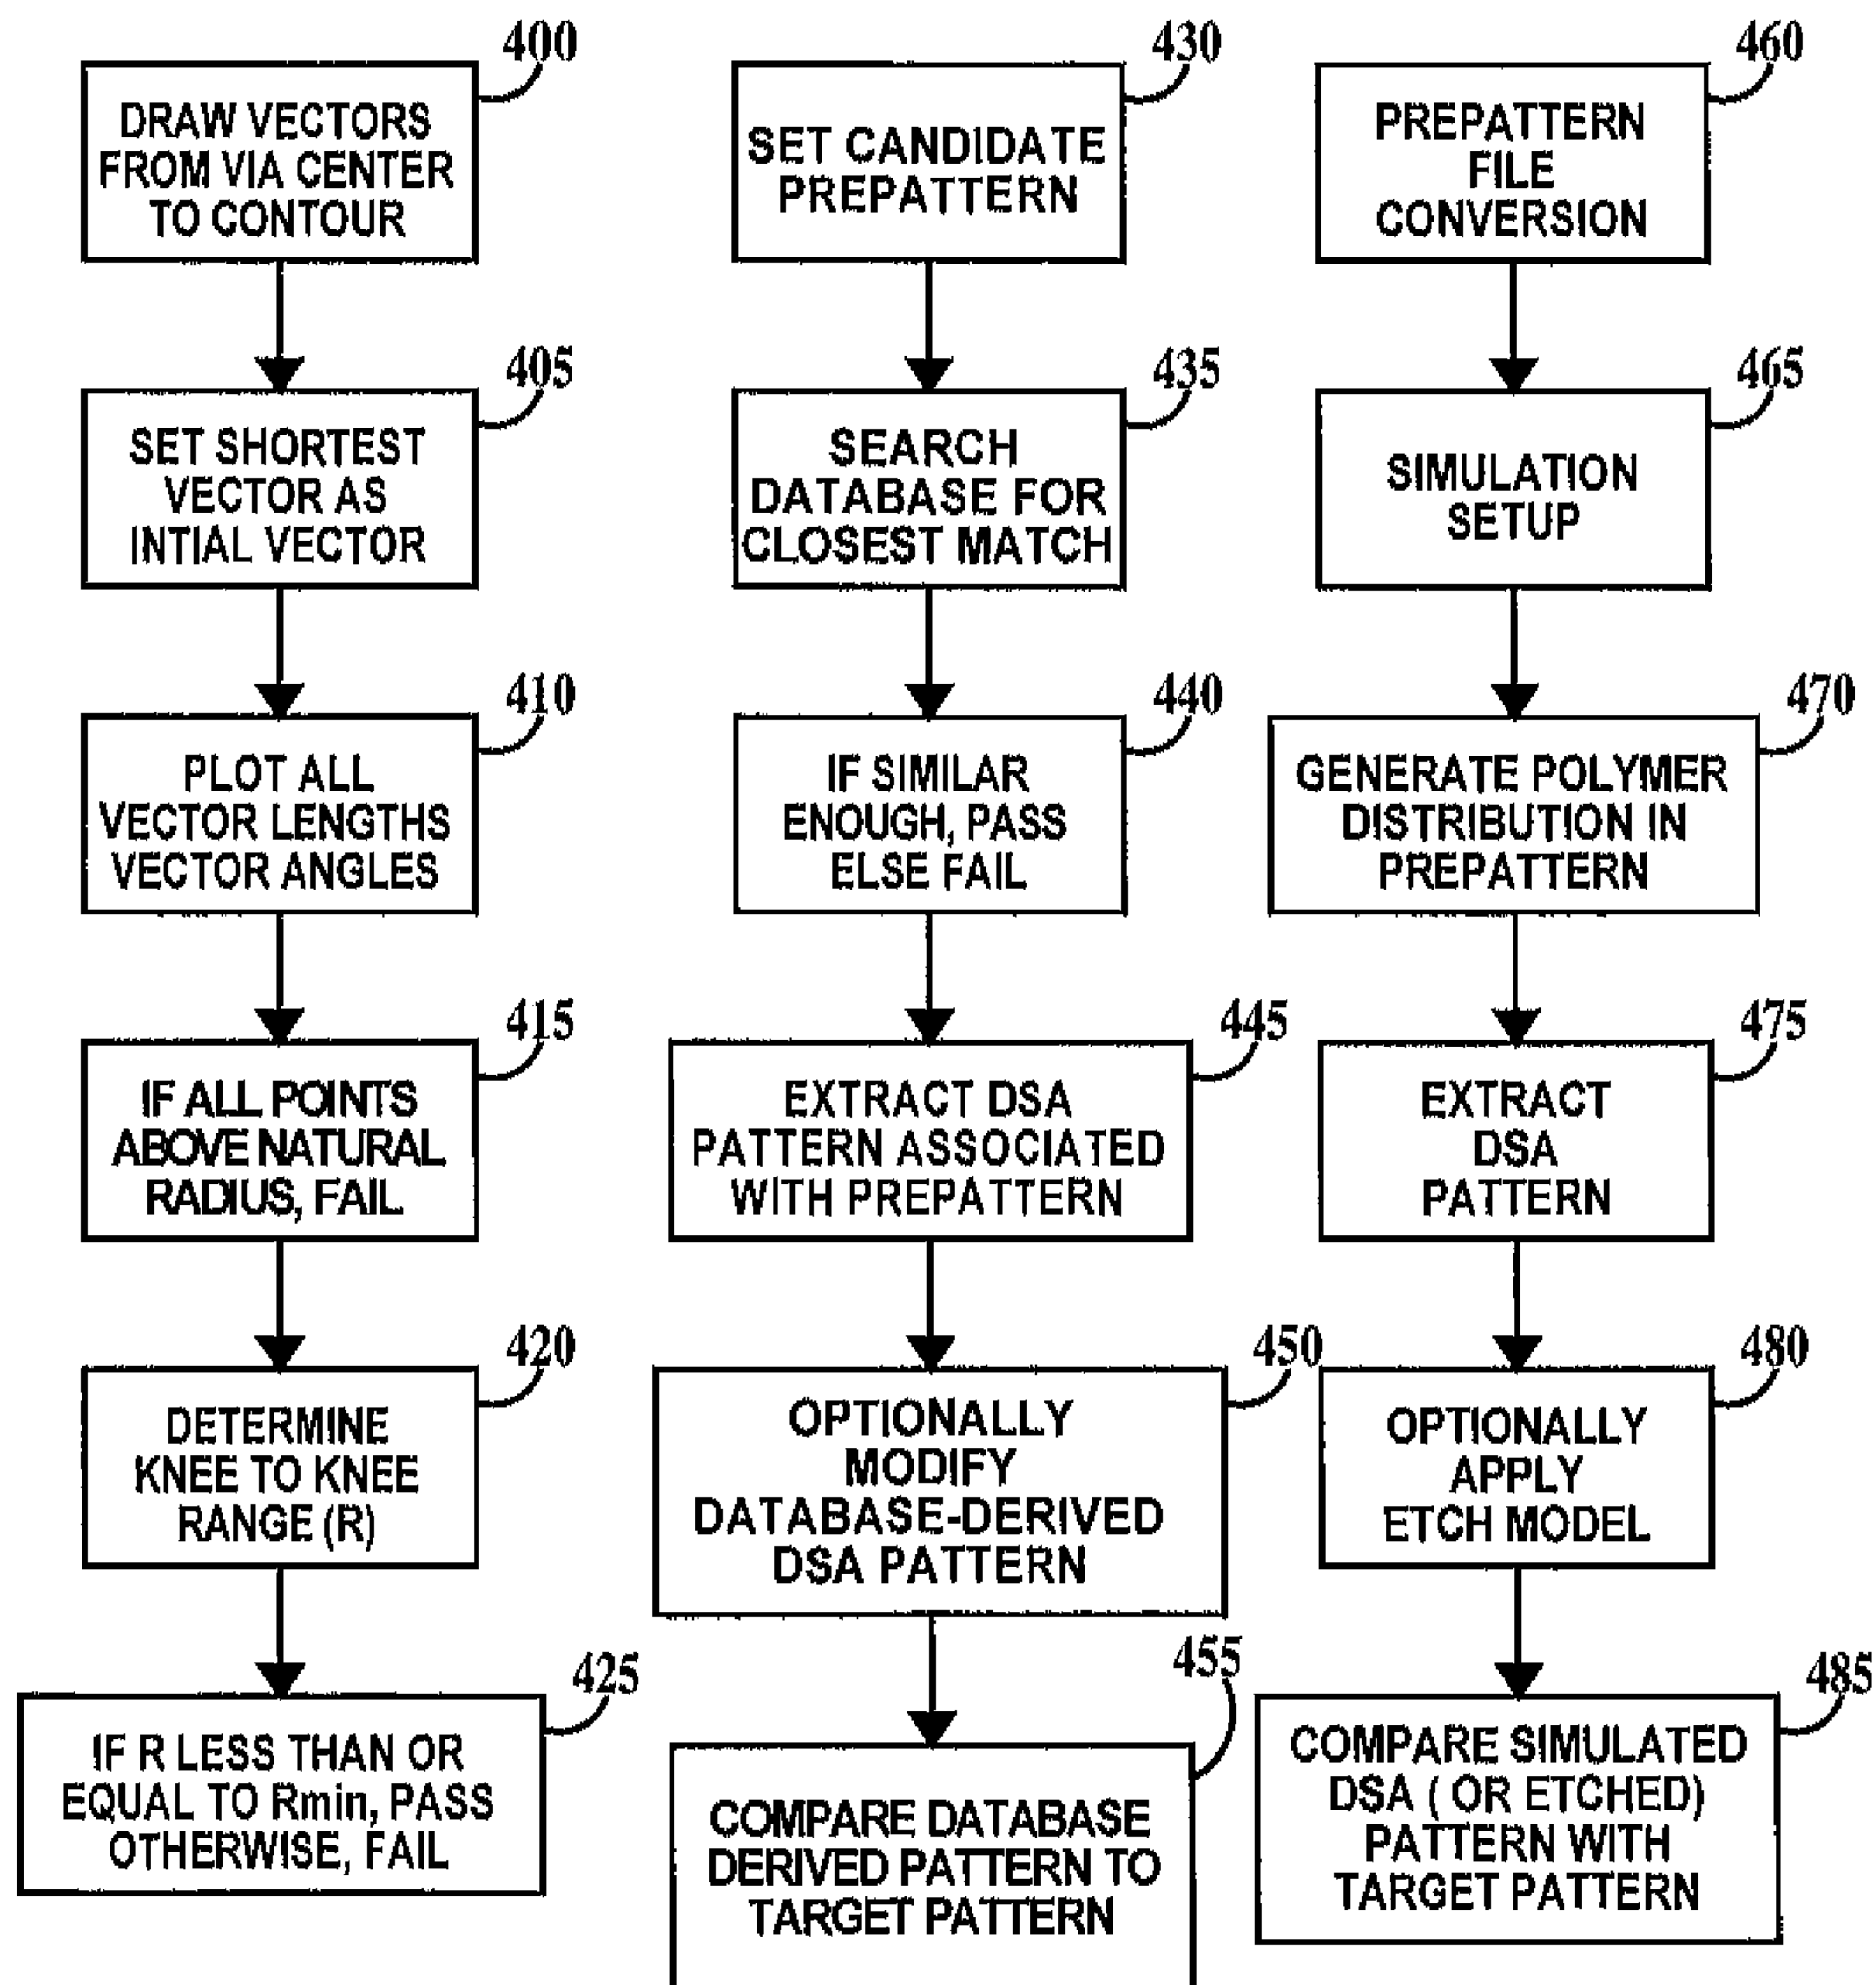 400
DRAW VECTORS
FROM VIA CENTER
TO CONTOUR
405
SET SHORTEST
VECTOR AS
INTIAL VECTOR
410
PLOT ALL
VECTOR LENGTHS
VECTOR ANGLES
415
IF ALL POINTS
ABOVE NATURAL
RADIUS, FAIL
420
DETERMINE
KNEE TO KNEE
RANGE (R)
425
IF R LESS THAN OR
EQUAL TO Rmin, PASS
OTHERWISE, FAIL
430
SET CANDIDATE
PREPATTERN
435
SEARCH
DATABASE FOR
CLOSEST MATCH
440
IF SIMILAR
ENOUGH, PASS
ELSE FAIL
445
EXTRACT DSA
PATTERN ASSOCIATED
WITH PREPATTERN
450
OPTIONALLY
MODIFY
DATABASE-DERIVED
DSA PATTERN
455
COMPARE DATABASE
DERIVED PATTERN TO
TARGET PATTERN
460
PREPATTERN
FILE
CONVERSION
465
SIMULATION
SETUP
470
GENERATE POLYMER
DISTRIBUTION IN
PREPATTERN
475
EXTRACT
DSA
PATTERN
480
OPTIONALLY
APPLY
ETCH MODEL
485
COMPARE SIMULATED
DSA ( OR ETCHED)
PATTERN WITH
TARGET PATTERN